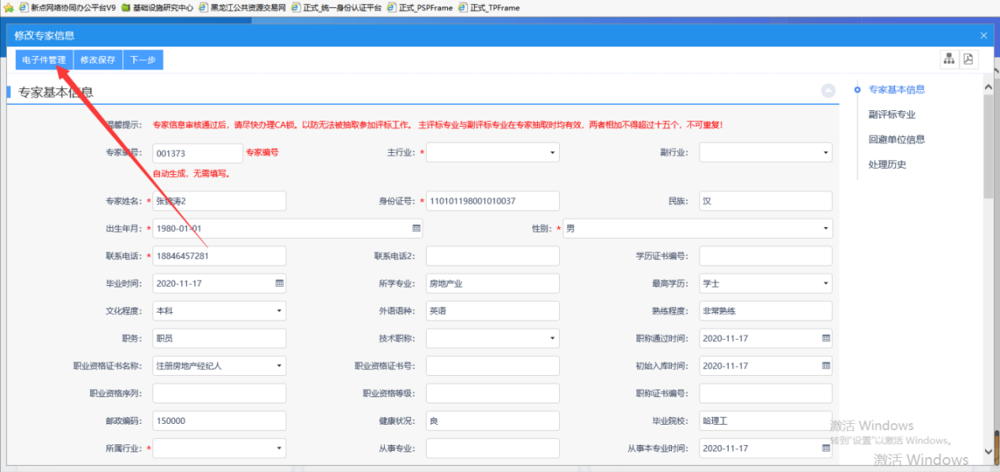 新点网络协同办公平台V9 基础设施研究中心 黑龙江公共资源交易网 正式_统一身份认证平台 正式_PSPFrame 正式_TPFrame
修改专家信息
电子件管理 修改保存 下一步
专家基本信息
专家基本信息
副评标专业
回避单位信息
处理历史
温馨提示: 专家信息审核通过后，请尽快办理CA锁。以防无法被抽取参加评标工作。 主评标专业与副评标专业在专家抽取时均有效，两者相加不得超过十五个，不可重复！
专家编号: 001373 专家编号 主行业: * 副行业:
自动生成，无需填写。
专家姓名: * 张锦涛2 身份证号: * 110101198001010037 民族: 汉
出生年月: * 1980-01-01 性别: * 男
联系电话: * 18846457281 联系电话2: 学历证书编号:
毕业时间: 2020-11-17 所学专业: 房地产业 最高学历: 学士
文化程度: 本科 外语语种: 英语 熟练程度: 非常熟练
职务: 职员 技术职称: 职称通过时间: 2020-11-17
职业资格证书名称: 注册房地产经纪人 职业资格证书号: 初始入库时间: 2020-11-17
职业资格序列: 职业资格等级: 职称证书编号:
邮政编码: 150000 健康状况: 良 毕业院校: 哈理工
所属行业: * 从事专业: 从事本专业时间: 2020-11-17
激活 Windows
转到"设置"以激活 Windows。
激活 Windows